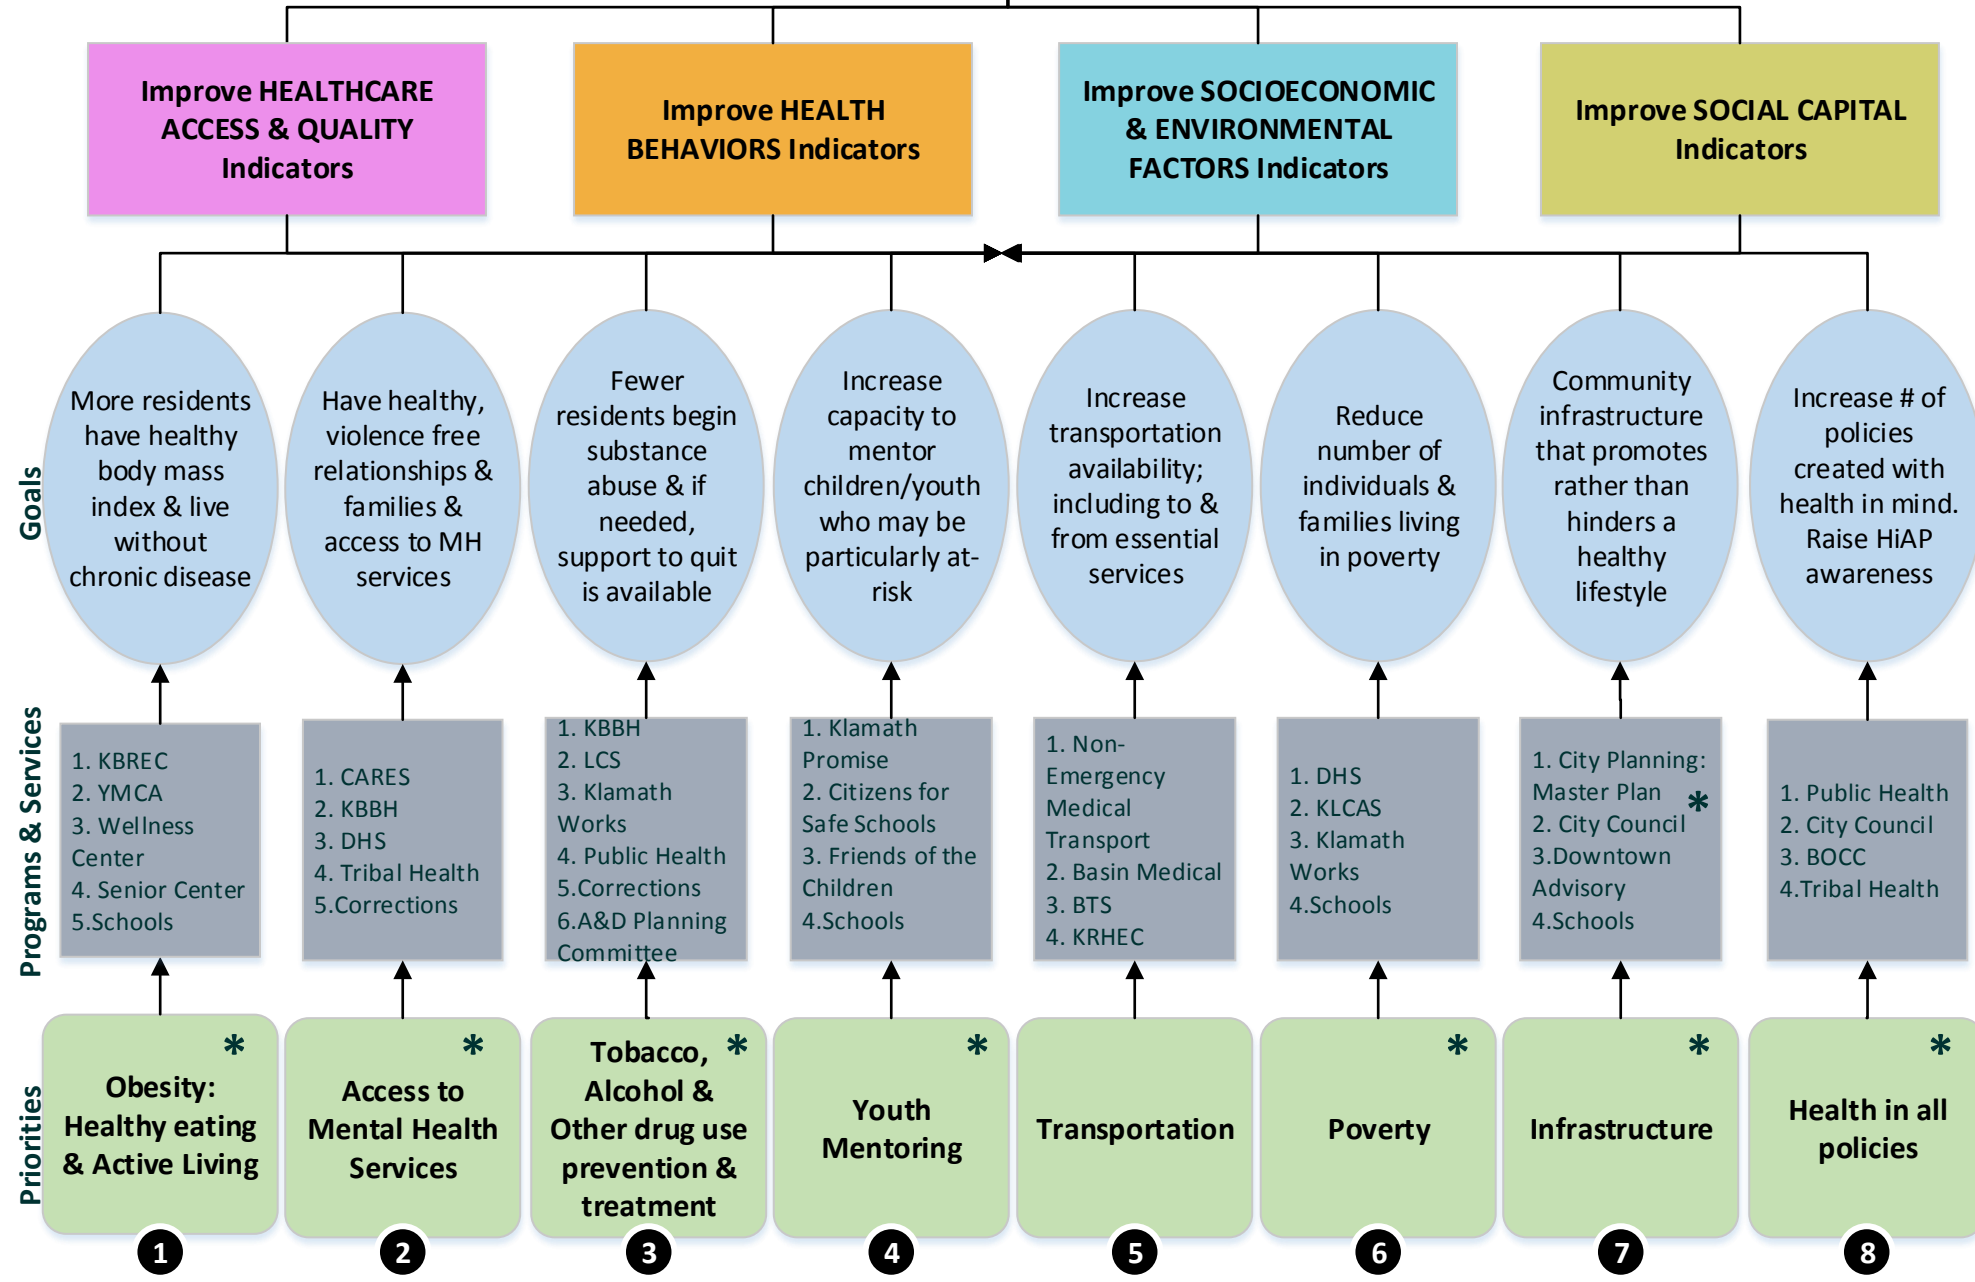 Improve HEALTHCARE
ACCESS & QUALITY
Indicators
Improve HEALTH
BEHAVIORS Indicators
Improve SOCIOECONOMIC
& ENVIRONMENTAL
FACTORS Indicators
Improve SOCIAL CAPITAL
Indicators
Goals
More residents
have healthy
body mass
index & live
without
chronic disease
Have healthy,
violence free
relationships &
families &
access to MH
services
Fewer
residents begin
substance
abuse & if
needed,
support to quit
is available
Increase
capacity to
mentor
children/youth
who may be
particularly at-
risk
Increase
transportation
availability;
including to &
from essential
services
Reduce
number of
individuals &
families living
in poverty
Community
infrastructure
that promotes
rather than
hinders a
healthy
lifestyle
Increase # of
policies
created with
health in mind.
Raise HiAP
awareness
Programs & Services
1. KBREC
2. YMCA
3. Wellness
Center
4. Senior Center
5.Schools
1. CARES
2. KBBH
3. DHS
4. Tribal Health
5.Corrections
1. KBBH
2. LCS
3. Klamath
Works
4. Public Health
5.Corrections
6.A&D Planning
Committee
1. Klamath
Promise
2. Citizens for
Safe Schools
3. Friends of the
Children
4.Schools
1. Non-
Emergency
Medical
Transport
2. Basin Medical
3. BTS
4. KRHEC
1. DHS
2. KLCAS
3. Klamath
Works
4.Schools
1. City Planning:
Master Plan *
2. City Council
3.Downtown
Advisory
4.Schools
1. Public Health
2. City Council
3. BOCC
4.Tribal Health
Priorities
*
Obesity:
Healthy eating
& Active Living
1
*
Access to
Mental Health
Services
2
Tobacco, *
Alcohol &
Other drug use
prevention &
treatment
3
*
Youth
Mentoring
4
Transportation
5
*
Poverty
6
*
Infrastructure
7
*
Health in all
policies
8